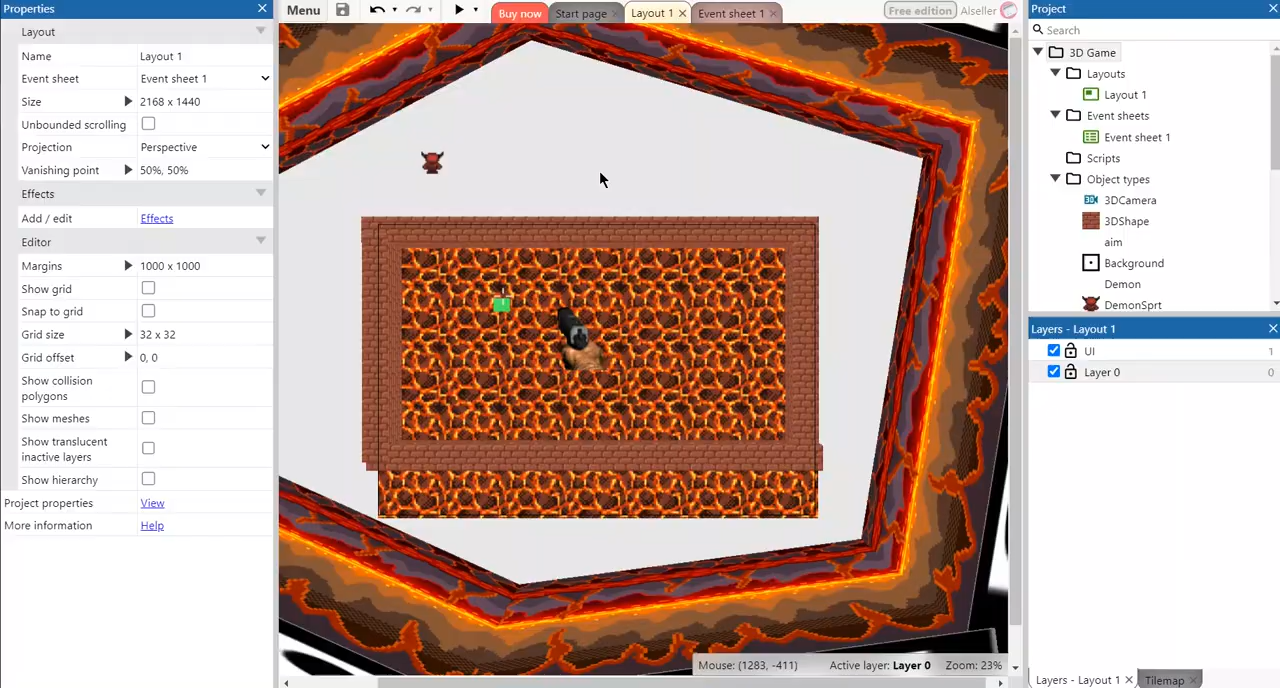 Properties
Menu
Buy now
Start page
Layout 1
Event sheet 1
Free edition
Alseller
Project
Layout
Name Layout 1
Event sheet Event sheet 1
Size 2168 x 1440
Unbounded scrolling
Projection Perspective
Vanishing point 50%, 50%
Effects
Add / edit Effects
Editor
Margins 1000 x 1000
Show grid
Snap to grid
Grid size 32 x 32
Grid offset 0, 0
Show collision
polygons
Show meshes
Show translucent
inactive layers
Show hierarchy
Project properties View
More information Help
Mouse: (1283, -411) Active layer: Layer 0 Zoom: 23%
Search
3D Game
Layouts
Layout 1
Event sheets
Event sheet 1
Scripts
Object types
3DCamera
3DShape
aim
Background
Demon
DemonSprt
Layers - Layout 1
UI 1
Layer 0 0
Layers - Layout 1
Tilemap